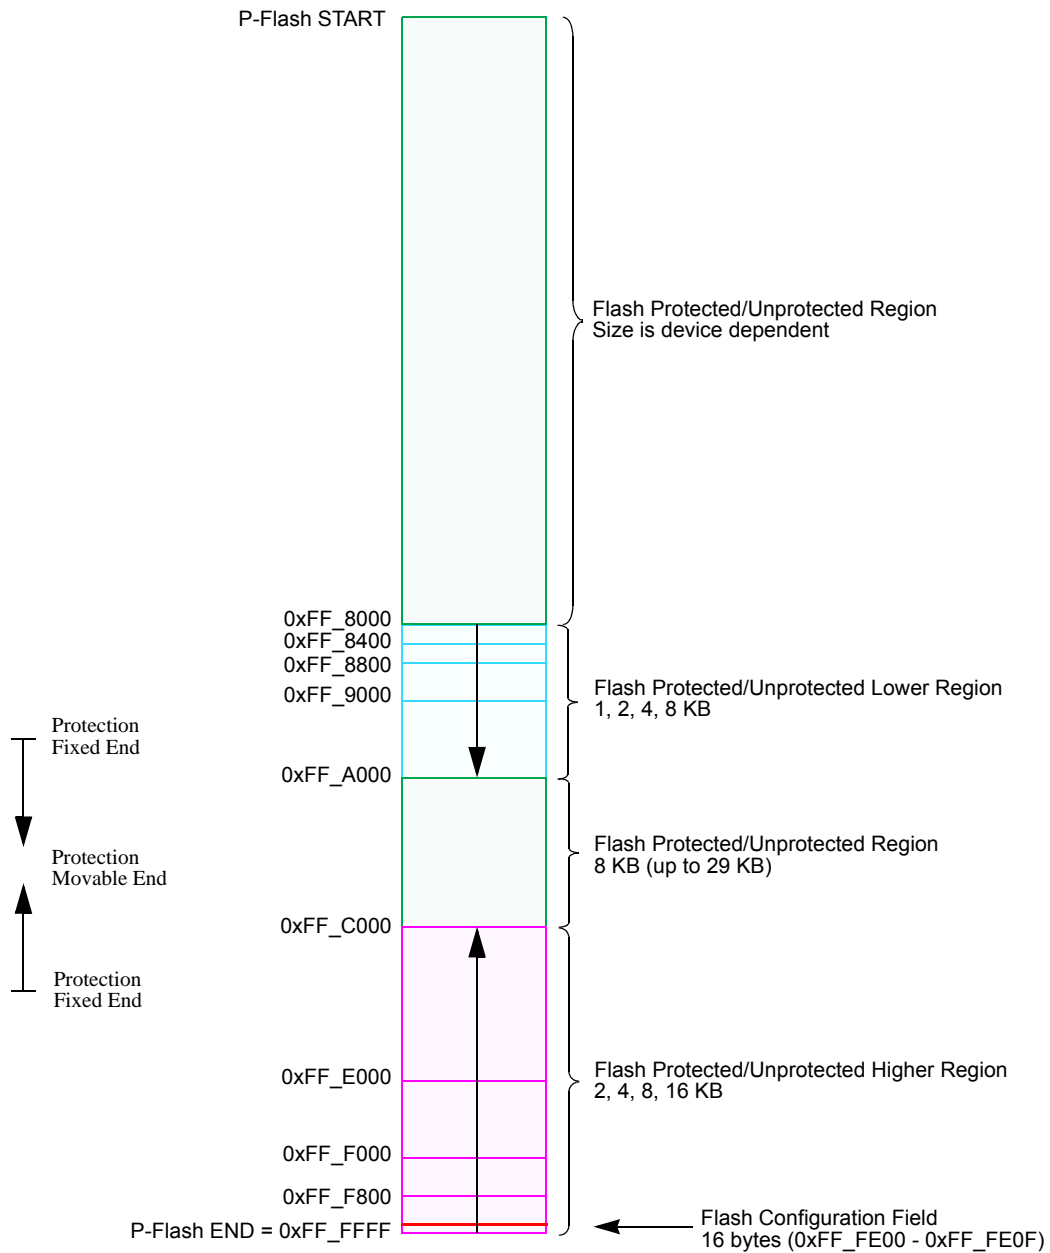 P-Flash START
Flash Protected/Unprotected Region
Size is device dependent
0xFF_8000
0xFF_8400
0xFF_8800
0xFF_9000
Flash Protected/Unprotected Lower Region
1, 2, 4, 8 KB
Protection
Fixed End
0xFF_A000
Flash Protected/Unprotected Region
8 KB (up to 29 KB)
Protection
Movable End
0xFF_C000
Protection
Fixed End
0xFF_E000
Flash Protected/Unprotected Higher Region
2, 4, 8, 16 KB
0xFF_F000
0xFF_F800
P-Flash END = 0xFF_FFFF
Flash Configuration Field
16 bytes (0xFF_FE00 - 0xFF_FE0F)